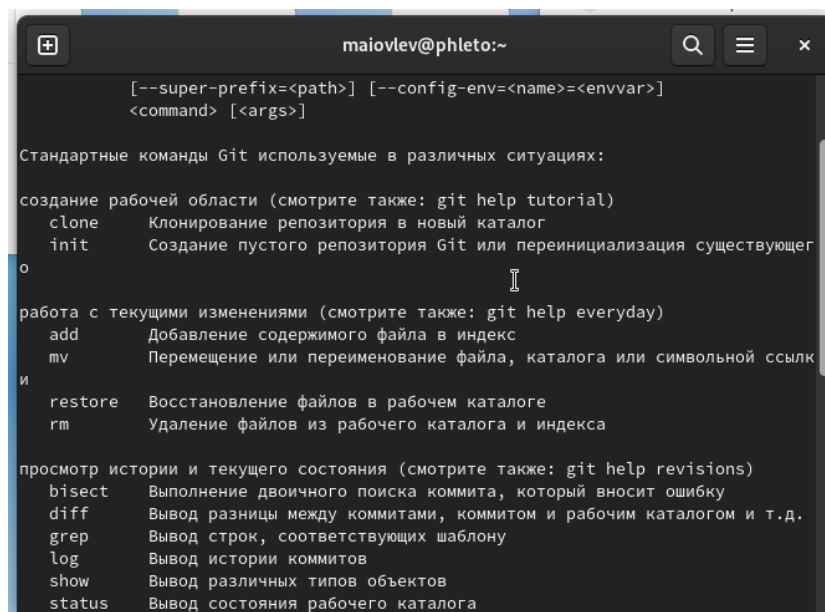 maiovlev@phleto:~
[--super-prefix=<path>] [--config-env=<name>=<envvar>]
<command> [<args>]
Стандартные команды Git используемые в различных ситуациях:
создание рабочей области (смотрите также: git help tutorial)
clone Клонирование репозитория в новый каталог
init Создание пустого репозитория Git или переинициализация существующег
о
работа с текущими изменениями (смотрите также: git help everyday)
add Добавление содержимого файла в индекс
mv Перемещение или переименование файла, каталога или символьной ссылк
и
restore Восстановление файлов в рабочем каталоге
rm Удаление файлов из рабочего каталога и индекса
просмотр истории и текущего состояния (смотрите также: git help revisions)
bisect Выполнение двоичного поиска коммита, который вносит ошибку
diff Вывод разницы между коммитами, коммитом и рабочим каталогом и т.д.
grep Вывод строк, соответствующих шаблону
log Вывод истории коммитов
show Вывод различных типов объектов
status Вывод состояния рабочего каталога